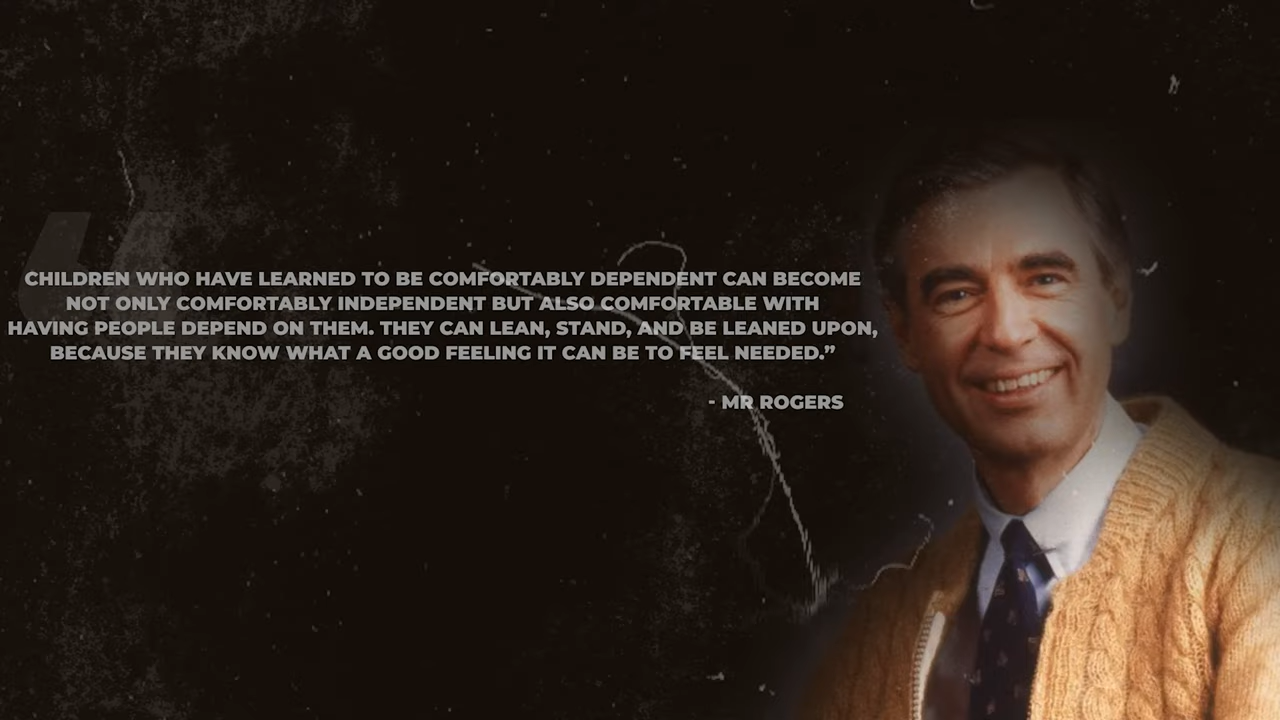 CHILDREN WHO HAVE LEARNED TO BE COMFORTABLY DEPENDENT CAN BECOME
NOT ONLY COMFORTABLY INDEPENDENT BUT ALSO COMFORTABLE WITH
HAVING PEOPLE DEPEND ON THEM. THEY CAN LEAN, STAND, AND BE LEANED UPON,
BECAUSE THEY KNOW WHAT A GOOD FEELING IT CAN BE TO FEEL NEEDED.”
- MR ROGERS